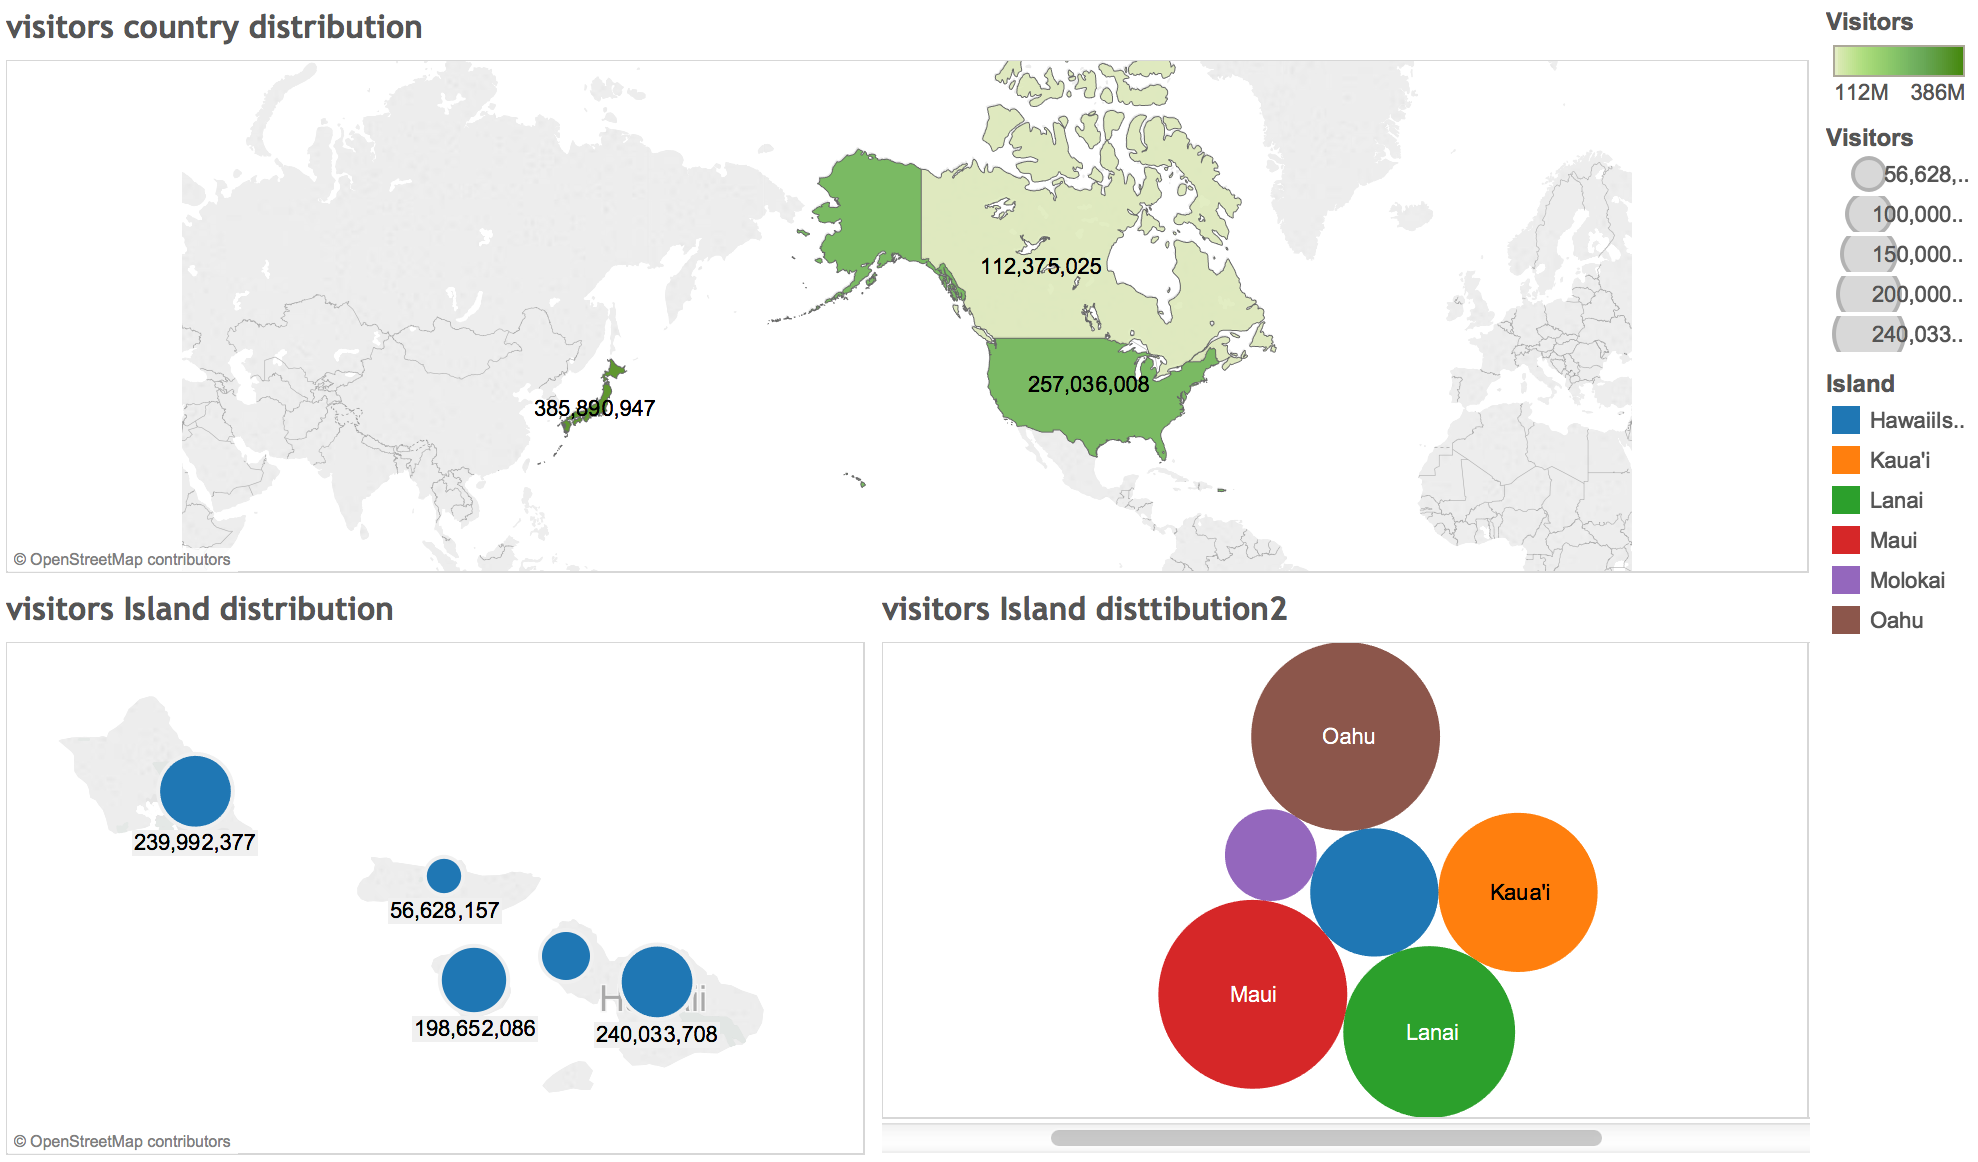 visitors country distribution
112,375,025
257,036,008
385,890,947
© OpenStreetMap contributors
visitors Island distribution
239,992,377
56,628,157
198,652,086
240,033,708
© OpenStreetMap contributors
visitors Island disttibution2
Oahu
Kaua'i
Maui
Lanai
Visitors
112M 386M
Visitors
56,628,..
100,000..
150,000..
200,000..
240,033..
Island
HawaiiIs..
Kaua'i
Lanai
Maui
Molokai
Oahu